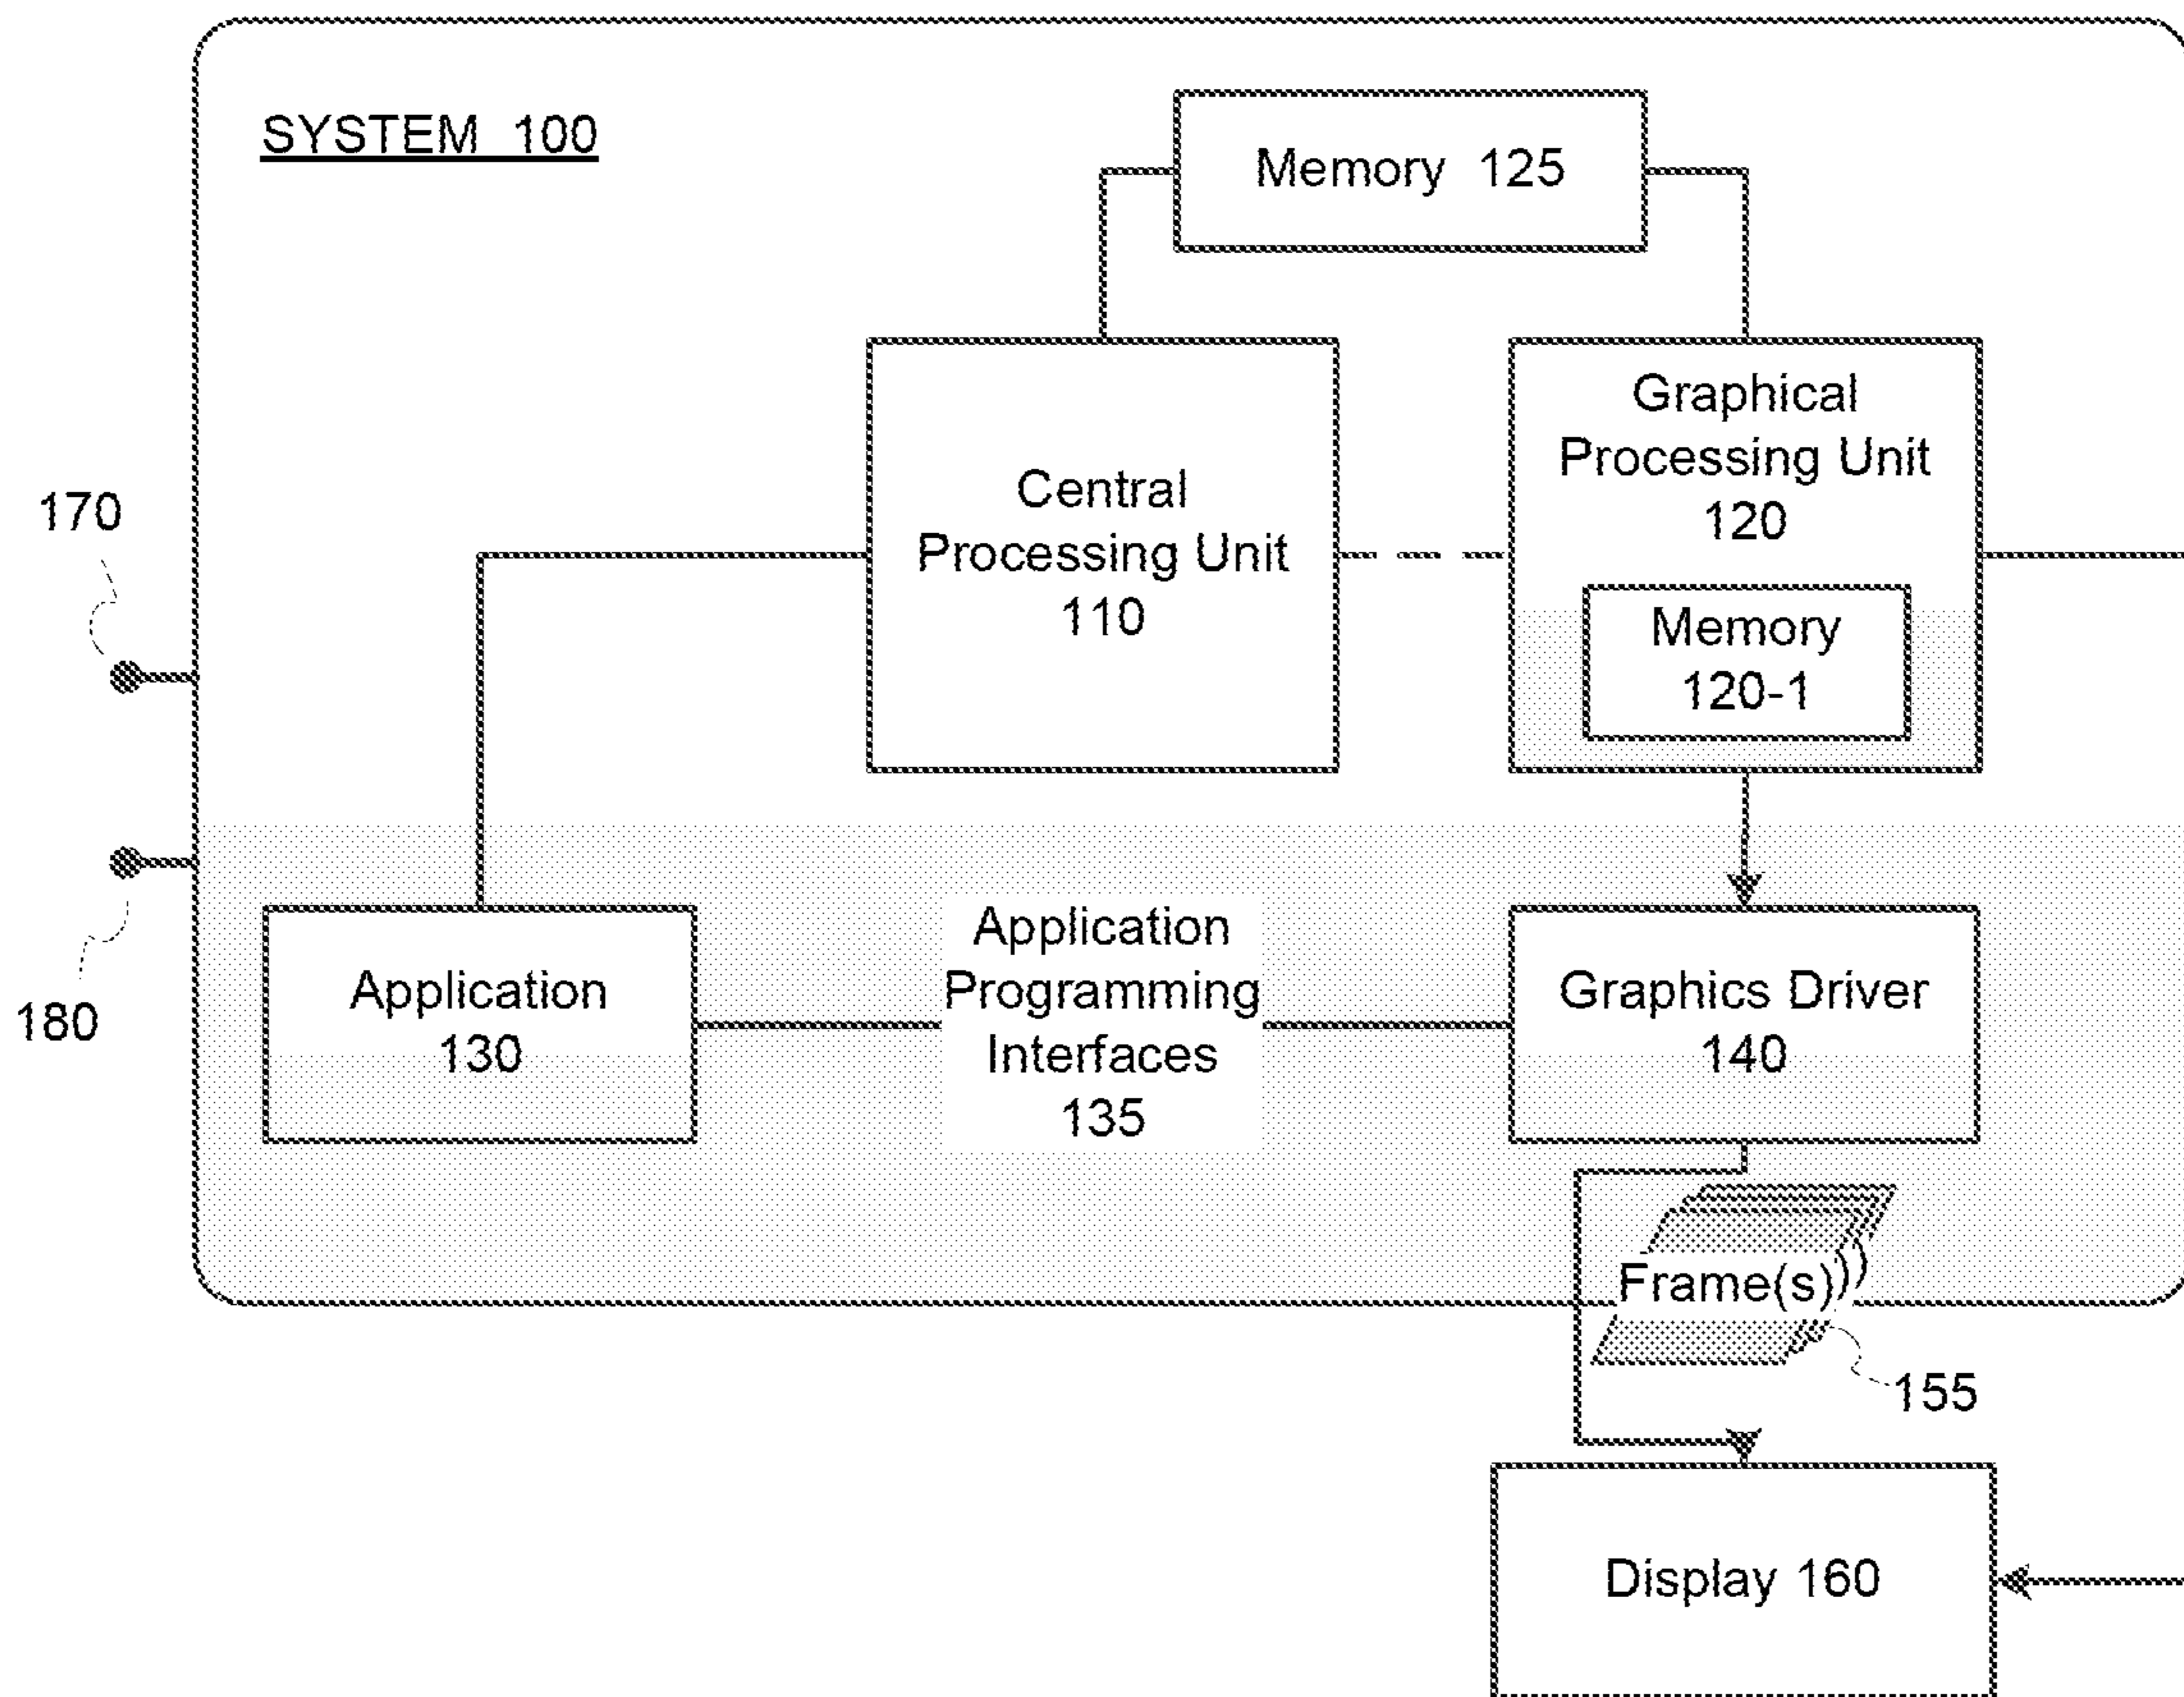 SYSTEM 100
Memory 125
Central
Processing Unit
110
Graphical
Processing Unit
120
Memory
120-1
170
180
Application
130
Application
Programming
Interfaces
135
Graphics Driver
140
Frame(s)
155
Display 160